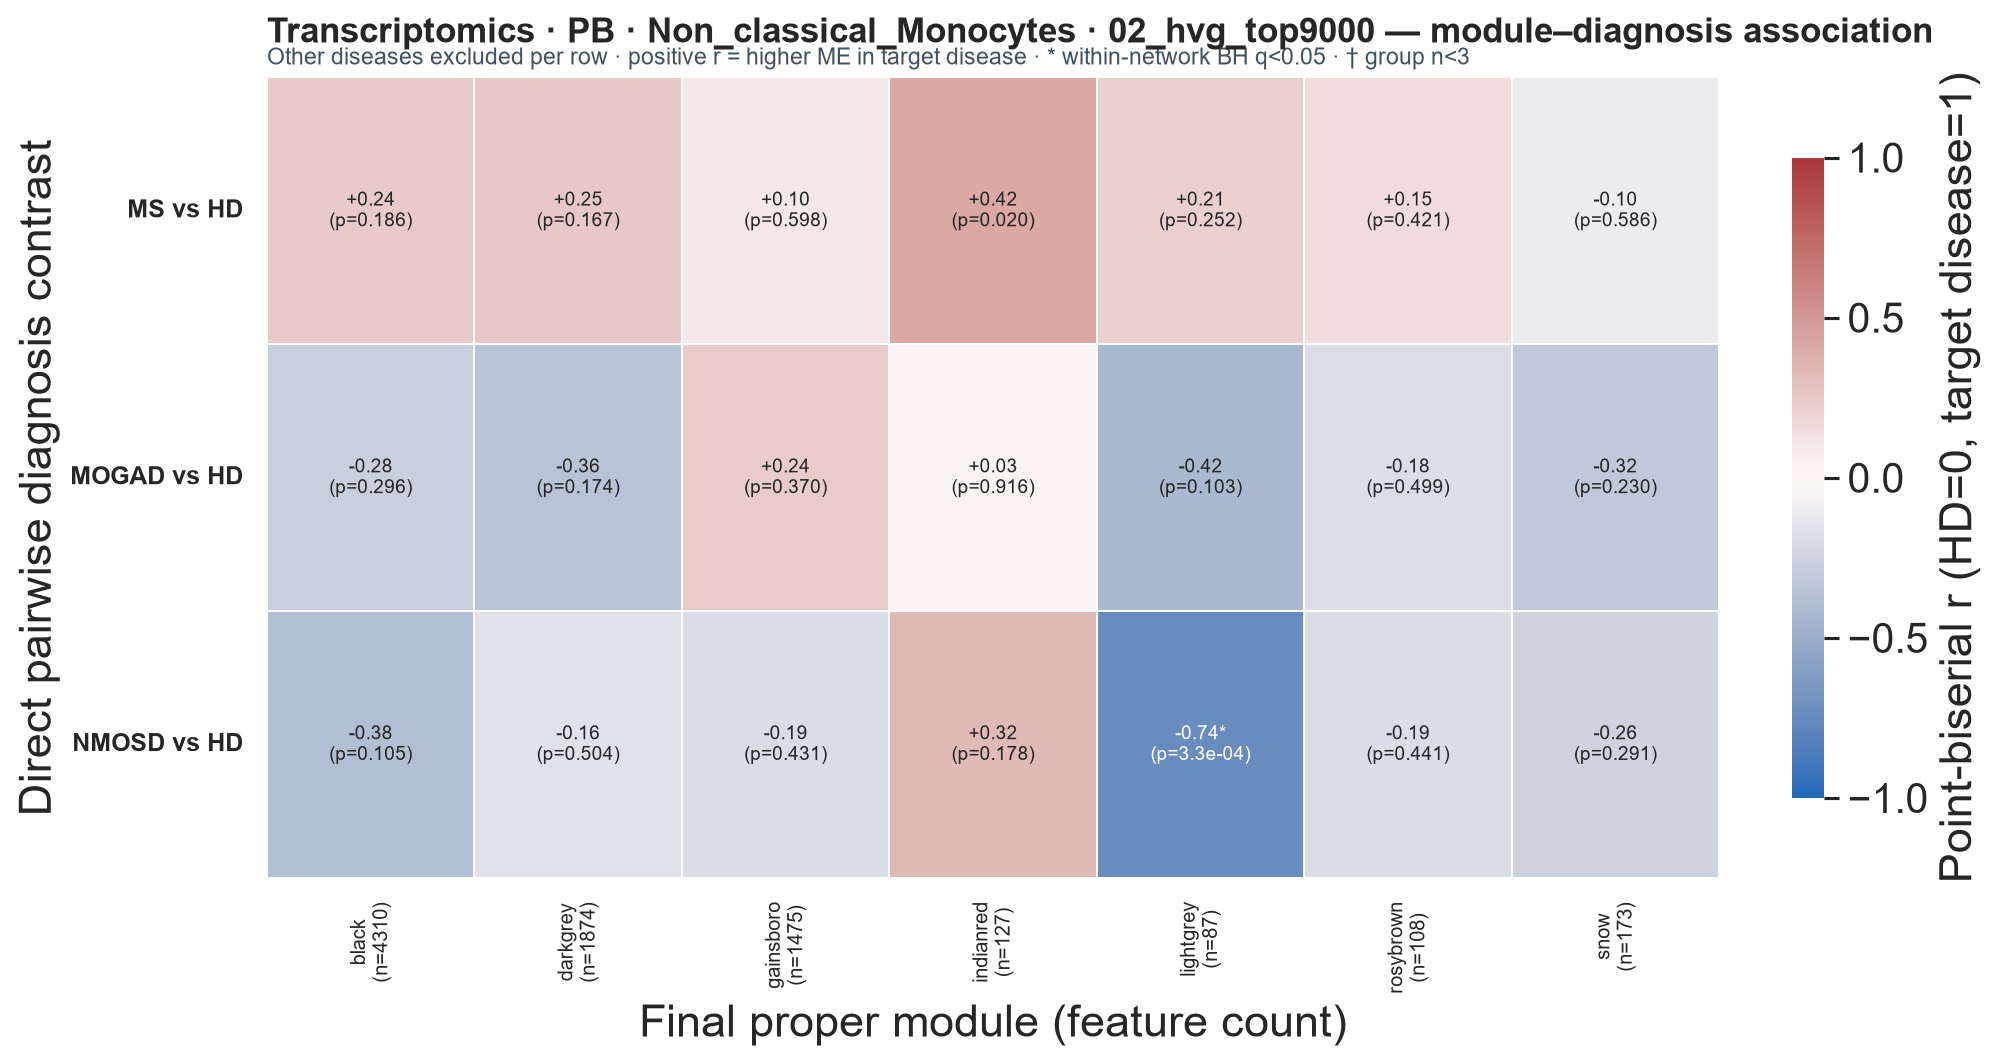 Transcriptomics · PB · Non_classical_Monocytes · 02_hvg_top9000 — module–diagnosis association
Other diseases excluded per row · positive r = higher ME in target disease · * within-network BH q<0.05 · † group n<3
Direct pairwise diagnosis contrast
MS vs HD
+0.24
(p=0.186)
+0.25
(p=0.167)
+0.10
(p=0.598)
+0.42
(p=0.020)
+0.21
(p=0.252)
+0.15
(p=0.421)
-0.10
(p=0.586)
MOGAD vs HD
-0.28
(p=0.296)
-0.36
(p=0.174)
+0.24
(p=0.370)
+0.03
(p=0.916)
-0.42
(p=0.103)
-0.18
(p=0.499)
-0.32
(p=0.230)
NMOSD vs HD
-0.38
(p=0.105)
-0.16
(p=0.504)
-0.19
(p=0.431)
+0.32
(p=0.178)
-0.74*
(p=3.3e-04)
-0.19
(p=0.441)
-0.26
(p=0.291)
black
(n=4310)
darkgrey
(n=1874)
gainsboro
(n=1475)
indianred
(n=127)
lightgrey
(n=87)
rosybrown
(n=108)
snow
(n=173)
Final proper module (feature count)
1.0
0.5
0.0
−0.5
−1.0
Point-biserial r (HD=0, target disease=1)